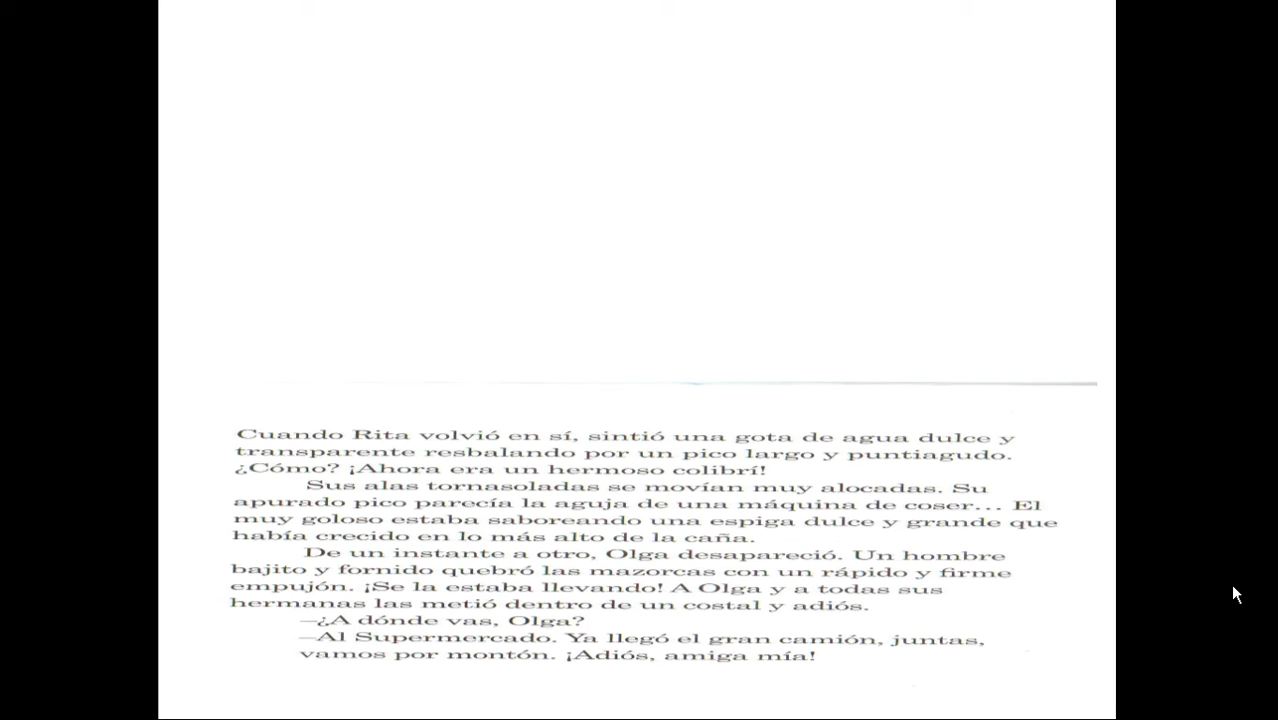 Cuando Rita volvió en sí, sintió una gota de agua dulce y
transparente resbalando por un pico largo y puntiagudo.
¿Cómo? ¡Ahora era un hermoso colibrí!
Sus alas tornasoladas se movían muy alocadas. Su
apurado pico parecía la aguja de una máquina de coser... El
muy goloso estaba saboreando una espiga dulce y grande que
había crecido en lo más alto de la caña.
De un instante a otro, Olga desapareció. Un hombre
bajito y fornido quebró las mazorcas con un rápido y firme
empujón. ¡Se la estaba llevando! A Olga y a todas sus
hermanas las metió dentro de un costal y adiós.
–¿A dónde vas, Olga?
–Al Supermercado. Ya llegó el gran camión, juntas,
vamos por montón. ¡Adiós, amiga mía!